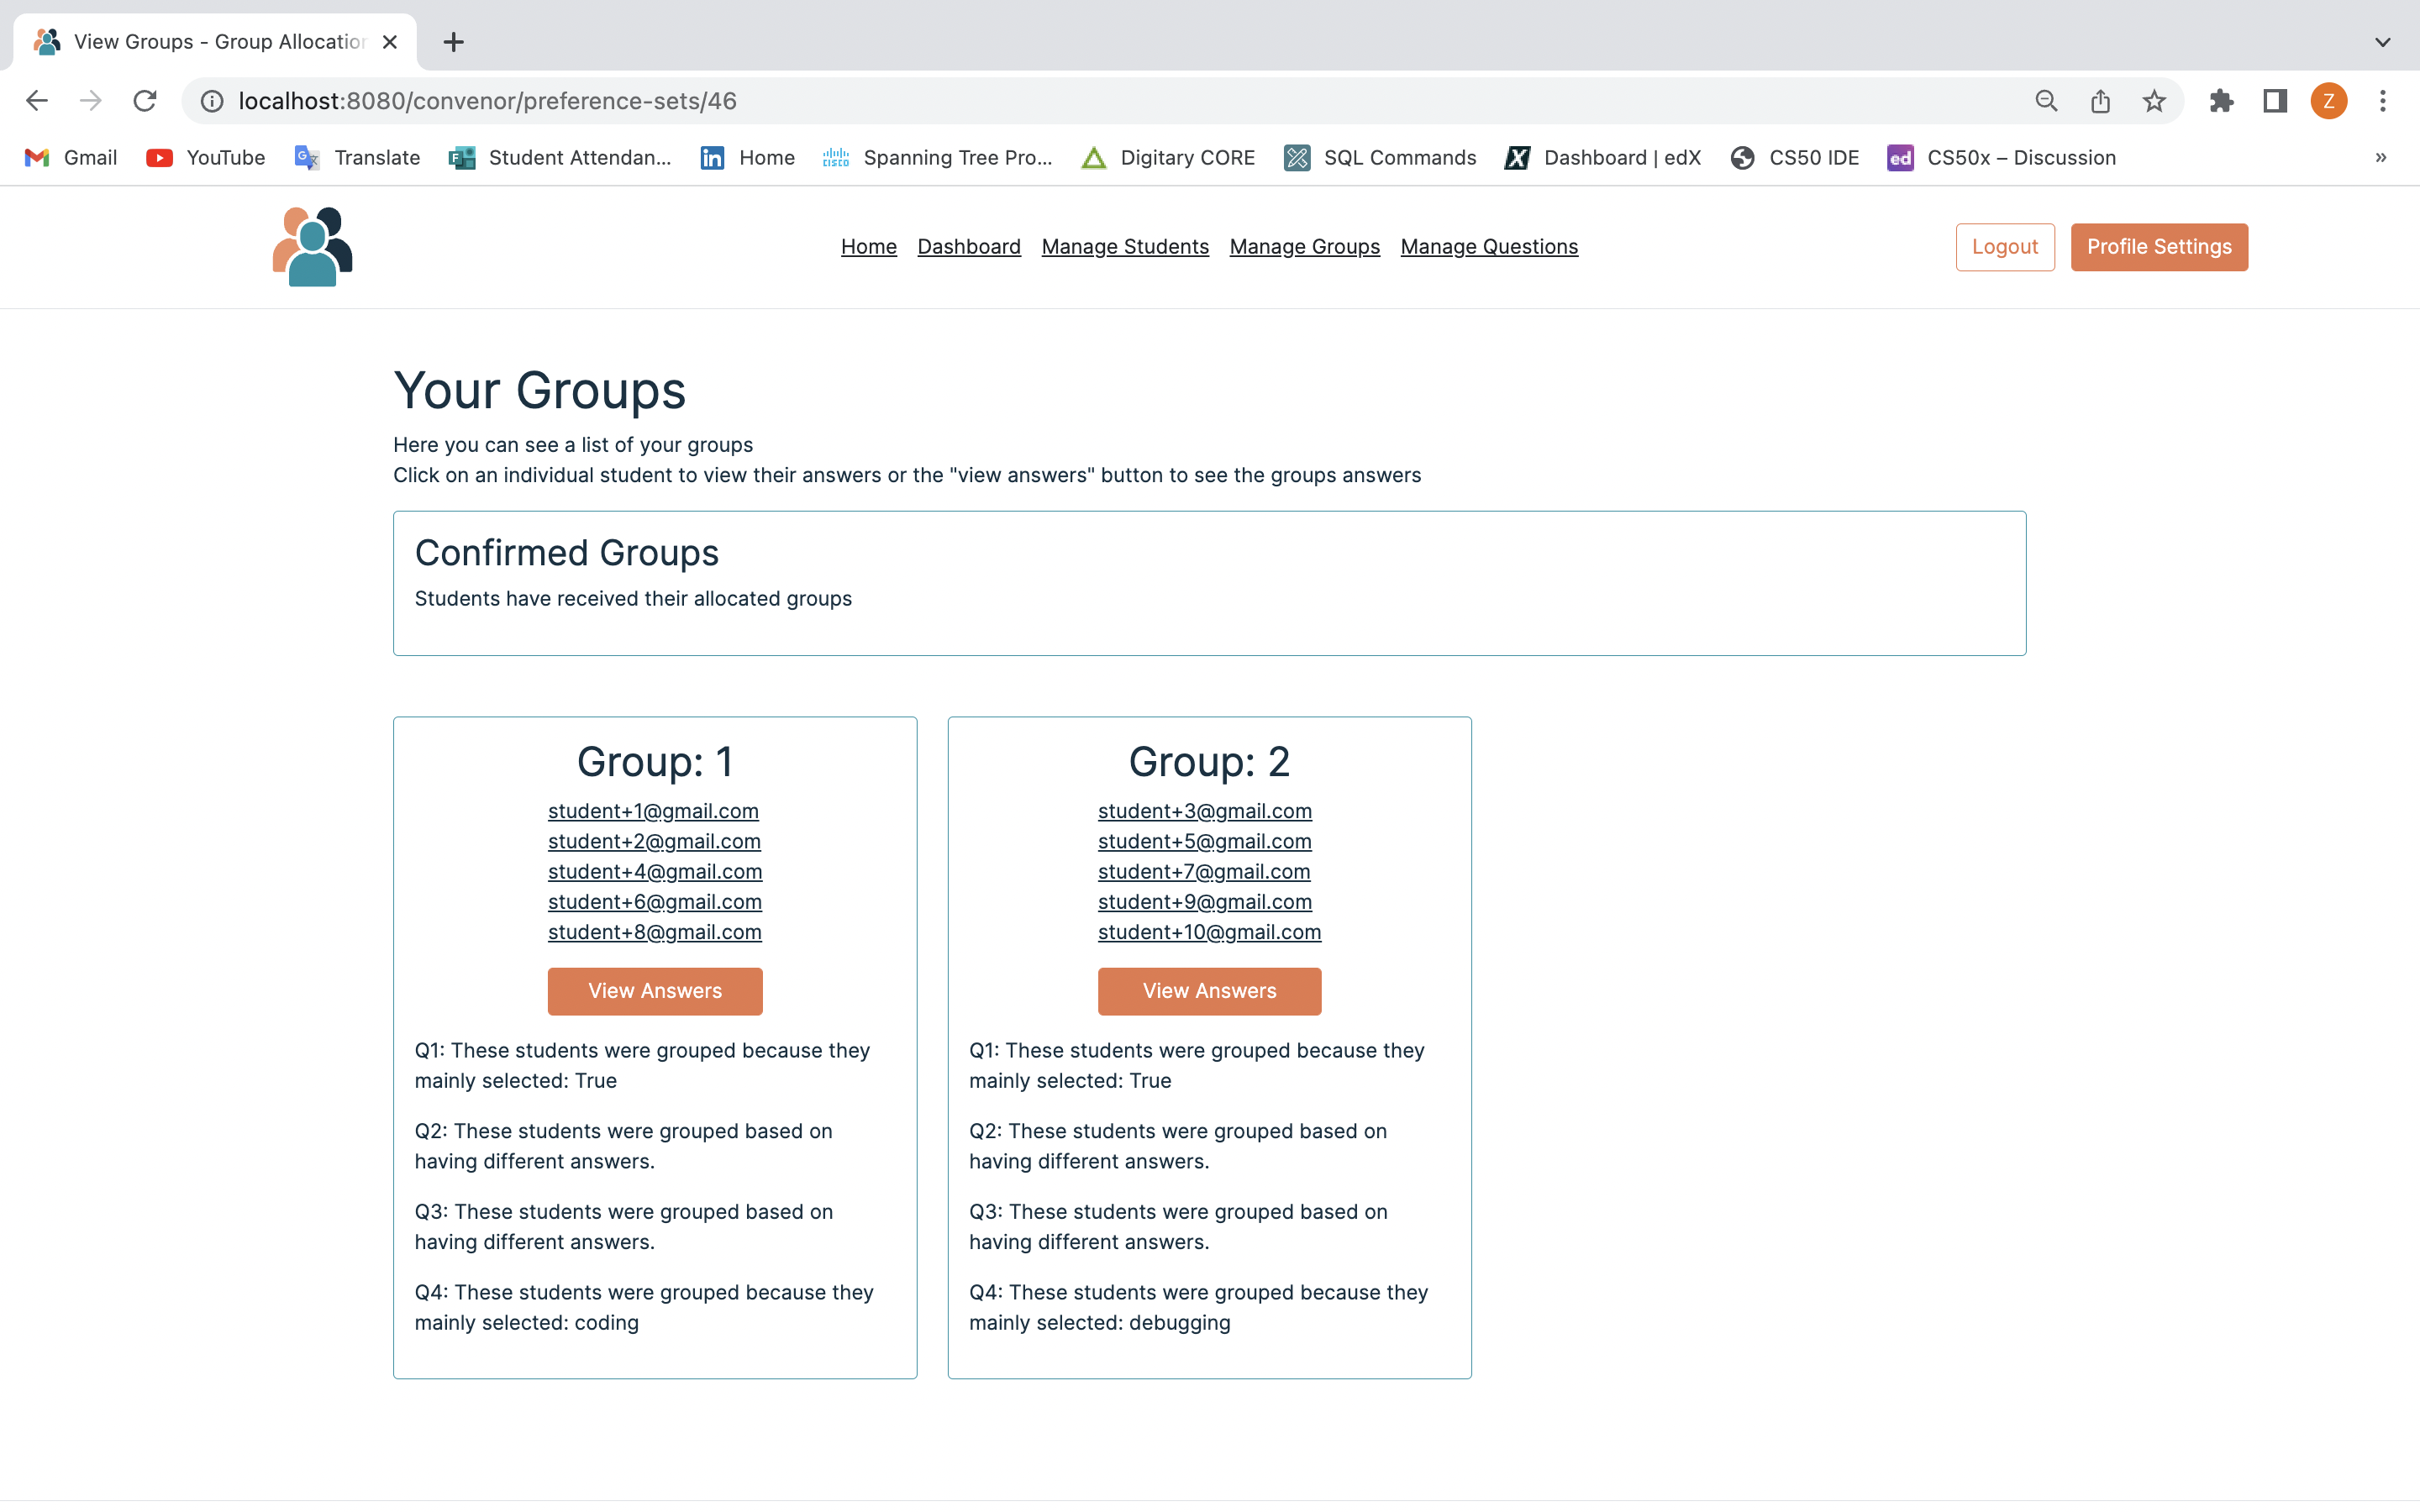 View Groups - Group Allocation
localhost:8080/convenor/preference-sets/46
Z
Gmail YouTube Translate Student Attendan... Home Spanning Tree Pro... Digitary CORE SQL Commands Dashboard | edX CS50 IDE CS50x – Discussion »
Home Dashboard Manage Students Manage Groups Manage Questions Logout Profile Settings
Your Groups
Here you can see a list of your groups
Click on an individual student to view their answers or the "view answers" button to see the groups answers
Confirmed Groups
Students have received their allocated groups
Group: 1
student+1@gmail.com
student+2@gmail.com
student+4@gmail.com
student+6@gmail.com
student+8@gmail.com
View Answers
Q1: These students were grouped because they
mainly selected: True
Q2: These students were grouped based on
having different answers.
Q3: These students were grouped based on
having different answers.
Q4: These students were grouped because they
mainly selected: coding
Group: 2
student+3@gmail.com
student+5@gmail.com
student+7@gmail.com
student+9@gmail.com
student+10@gmail.com
View Answers
Q1: These students were grouped because they
mainly selected: True
Q2: These students were grouped based on
having different answers.
Q3: These students were grouped based on
having different answers.
Q4: These students were grouped because they
mainly selected: debugging